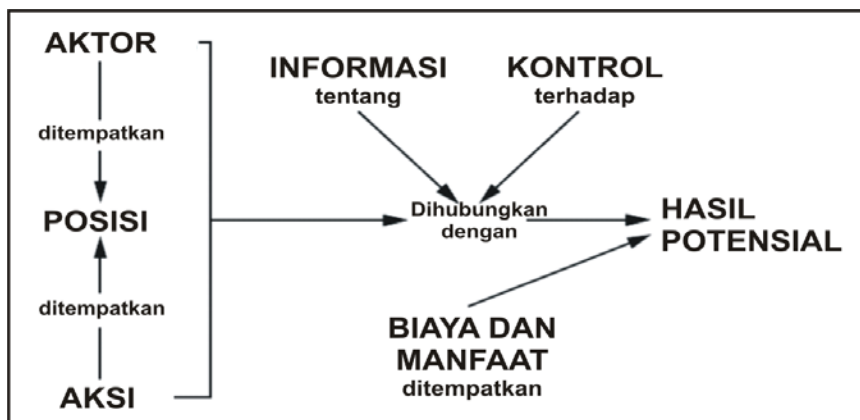 AKTOR
ditempatkan
POSISI
ditempatkan
AKSI
INFORMASI
tentang
KONTROL
terhadap
Dihubungkan
dengan
HASIL
POTENSIAL
BIAYA DAN
MANFAAT
ditempatkan